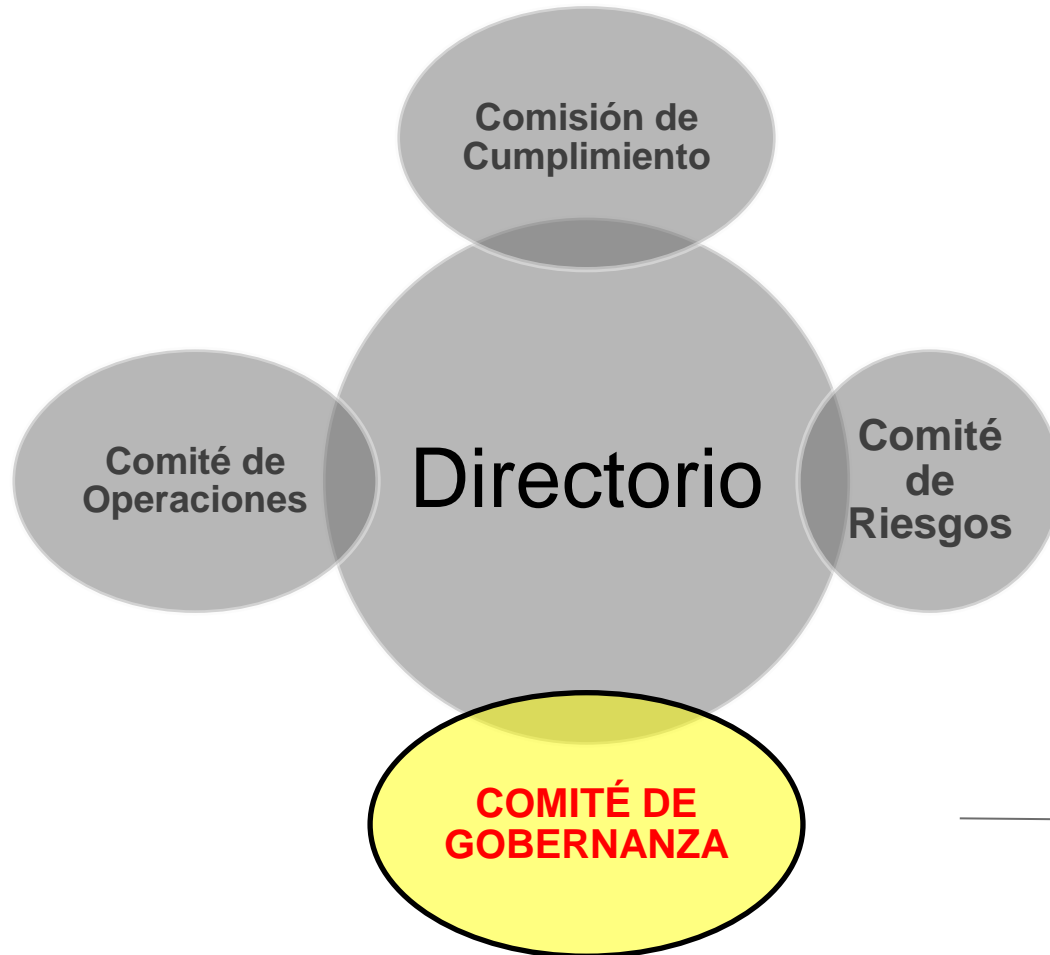 Comisión de
Cumplimiento
Comité de
Operaciones
Directorio
Comité
de
Riesgos
COMITÉ DE
GOBERNANZA